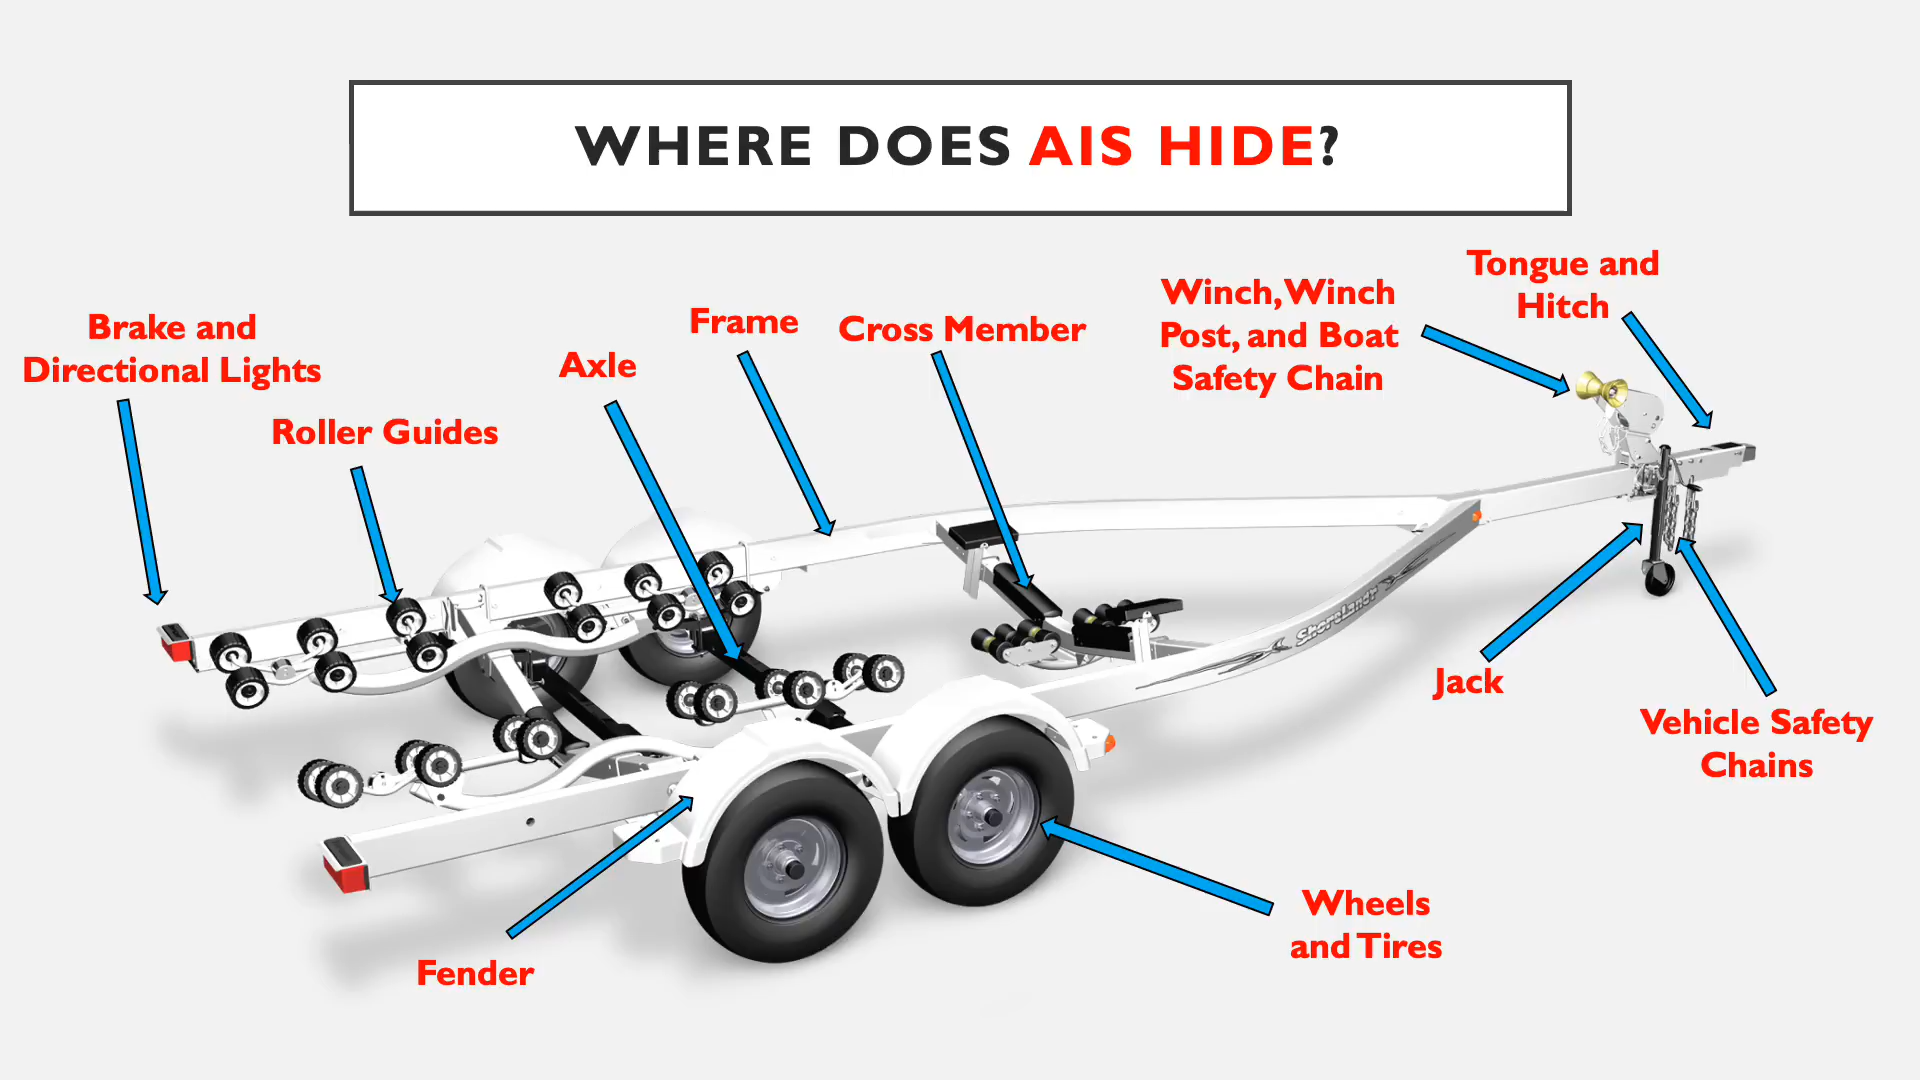 WHERE DOES AIS HIDE?
Tongue and
Hitch
Winch, Winch
Post, and Boat
Safety Chain
Frame
Cross Member
Brake and
Directional Lights
Axle
Roller Guides
ShoreLand'r
Jack
Vehicle Safety
Chains
Wheels
and Tires
Fender